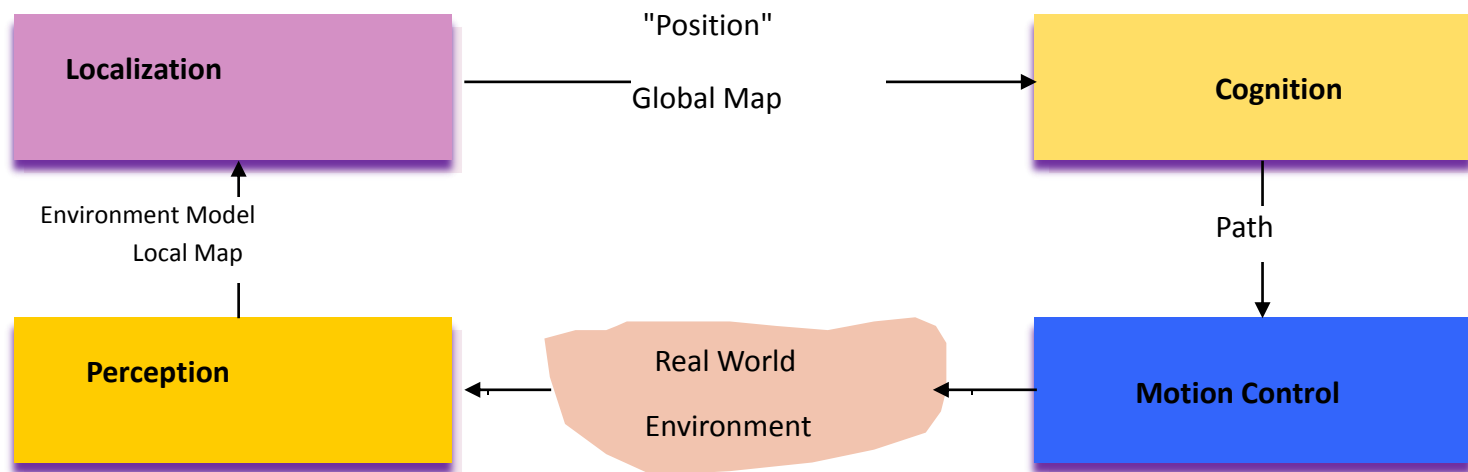 "Position"
Localization
Global Map
Cognition
Environment Model
Local Map
Path
Perception
Real World
Environment
Motion Control